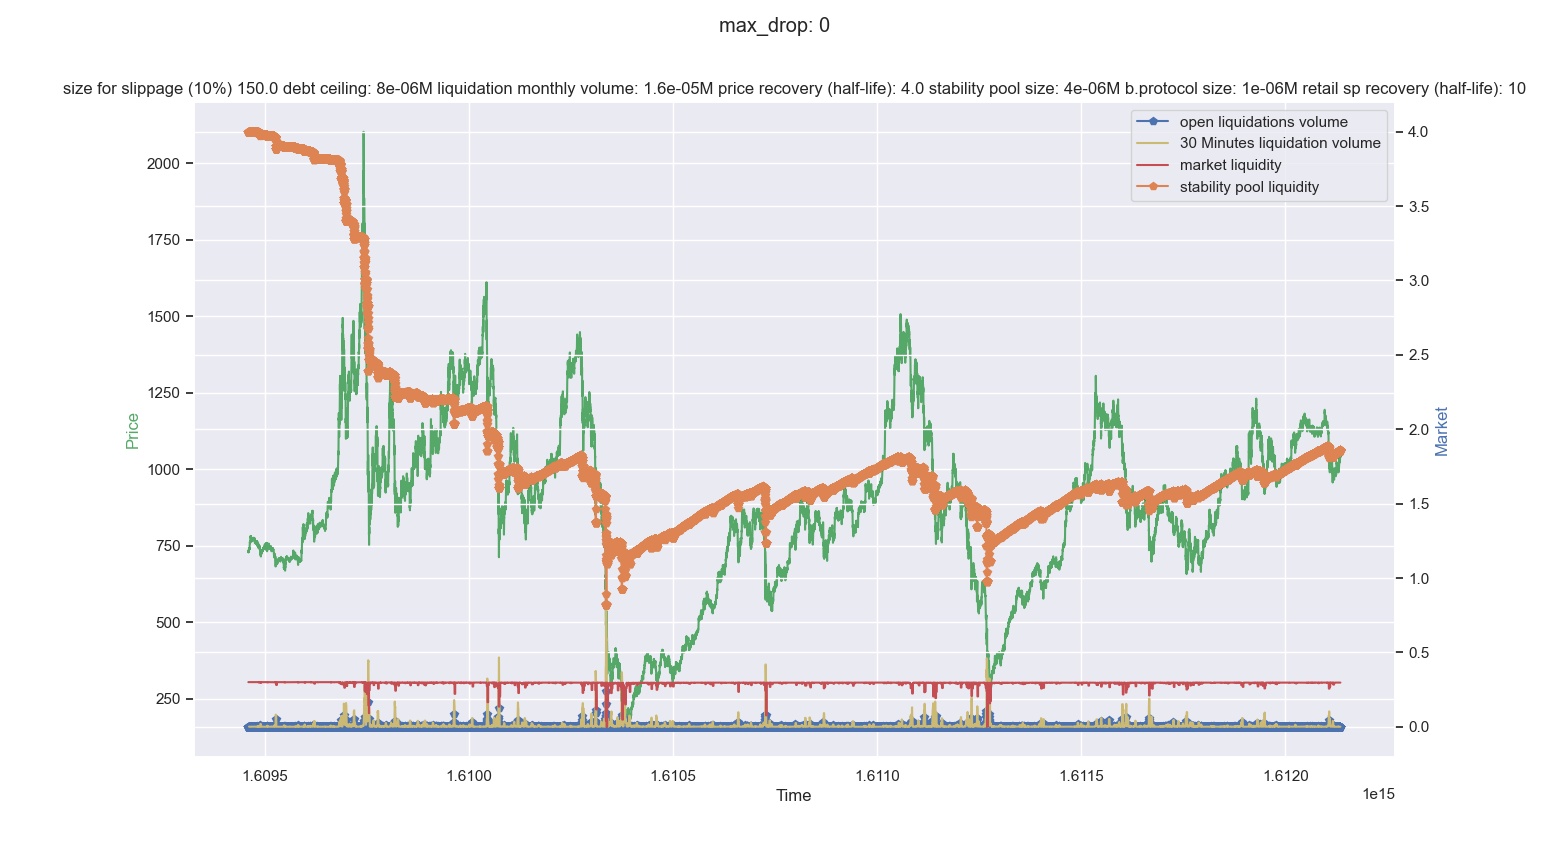 max_drop: 0
size for slippage (10%) 150.0 debt ceiling: 8e-06M liquidation monthly volume: 1.6e-05M price recovery (half-life): 4.0 stability pool size: 4e-06M b.protocol size: 1e-06M retail sp recovery (half-life): 10
open liquidations volume
30 Minutes liquidation volume
market liquidity
stability pool liquidity
2000
1750
1500
1250
1000
750
500
250
Price
4.0
3.5
3.0
2.5
2.0
1.5
1.0
0.5
0.0
Market
1.6095
1.6100
1.6105
1.6110
1.6115
1.6120
1e15
Time